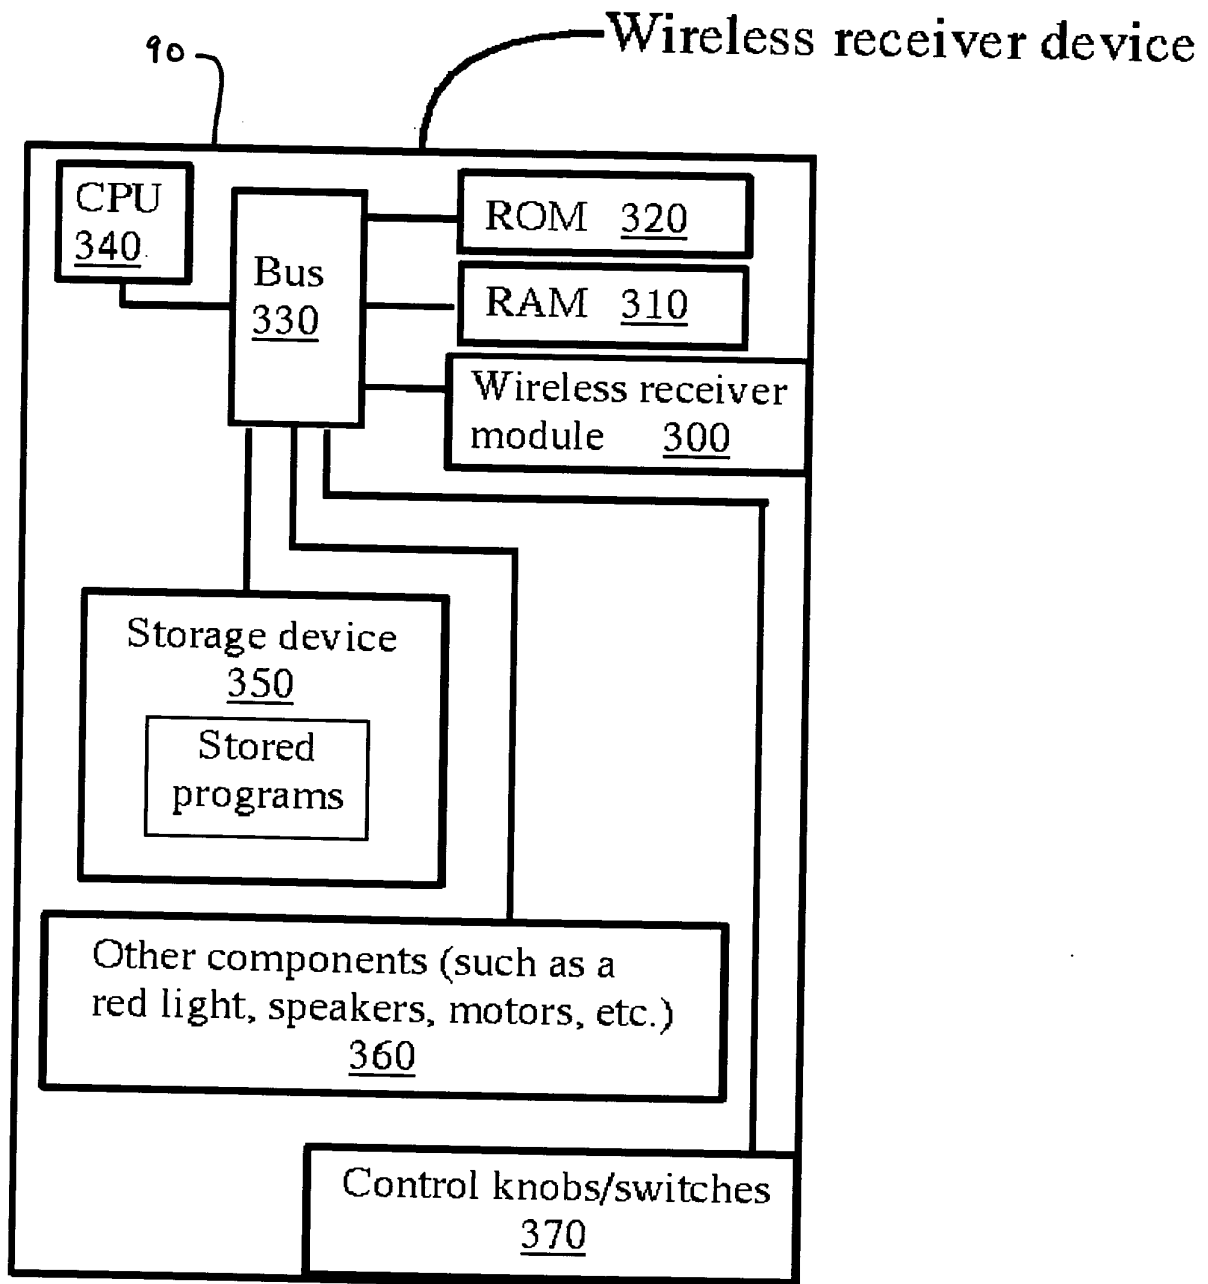 90
Wireless receiver device
CPU
340
Bus
330
ROM 320
RAM 310
Wireless receiver
module 300
Storage device
350
Stored
programs
Other components (such as a
red light, speakers, motors, etc.)
360
Control knobs/switches
370